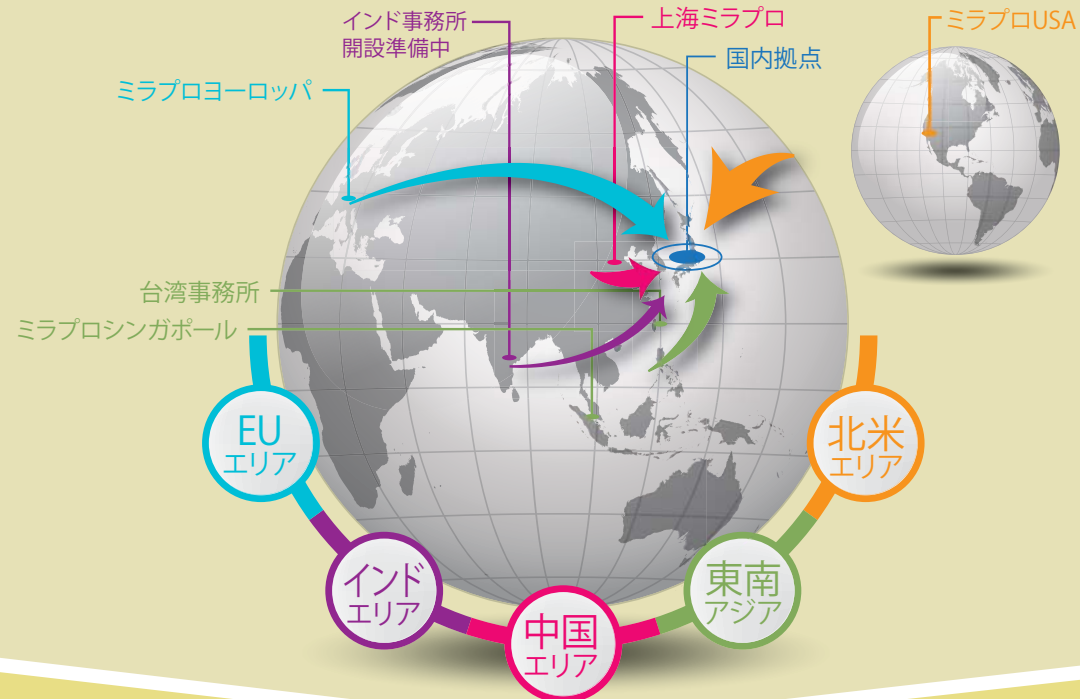 インド事務所
開設準備中
上海ミラプロ
国内拠点
ミラプロUSA
ミラプロヨーロッパ
台湾事務所
ミラプロシンガポール
EU
エリア
インド
エリア
中国
エリア
東南
アジア
北米
エリア